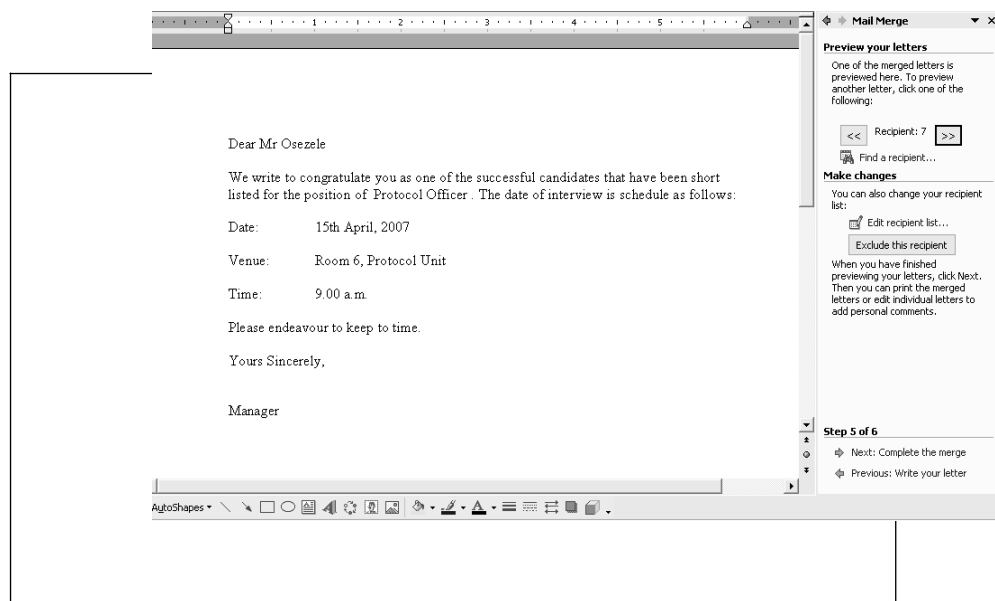 1 2 3 4 5
Dear Mr Osezele
We write to congratulate you as one of the successful candidates that have been short
listed for the position of Protocol Officer . The date of interview is schedule as follows:
Date: 15th April, 2007
Venue: Room 6, Protocol Unit
Time: 9.00 a.m.
Please endeavour to keep to time.
Yours Sincerely,
Manager
Mail Merge
Preview your letters
One of the merged letters is
previewed here. To preview
another letter, click one of the
following:
<< Recipient: 7 >>
Find a recipient...
Make changes
You can also change your recipient
list:
Edit recipient list...
Exclude this recipient
When you have finished
previewing your letters, click Next.
Then you can print the merged
letters or edit individual letters to
add personal comments.
Step 5 of 6
Next: Complete the merge
Previous: Write your letter
AutoShapes